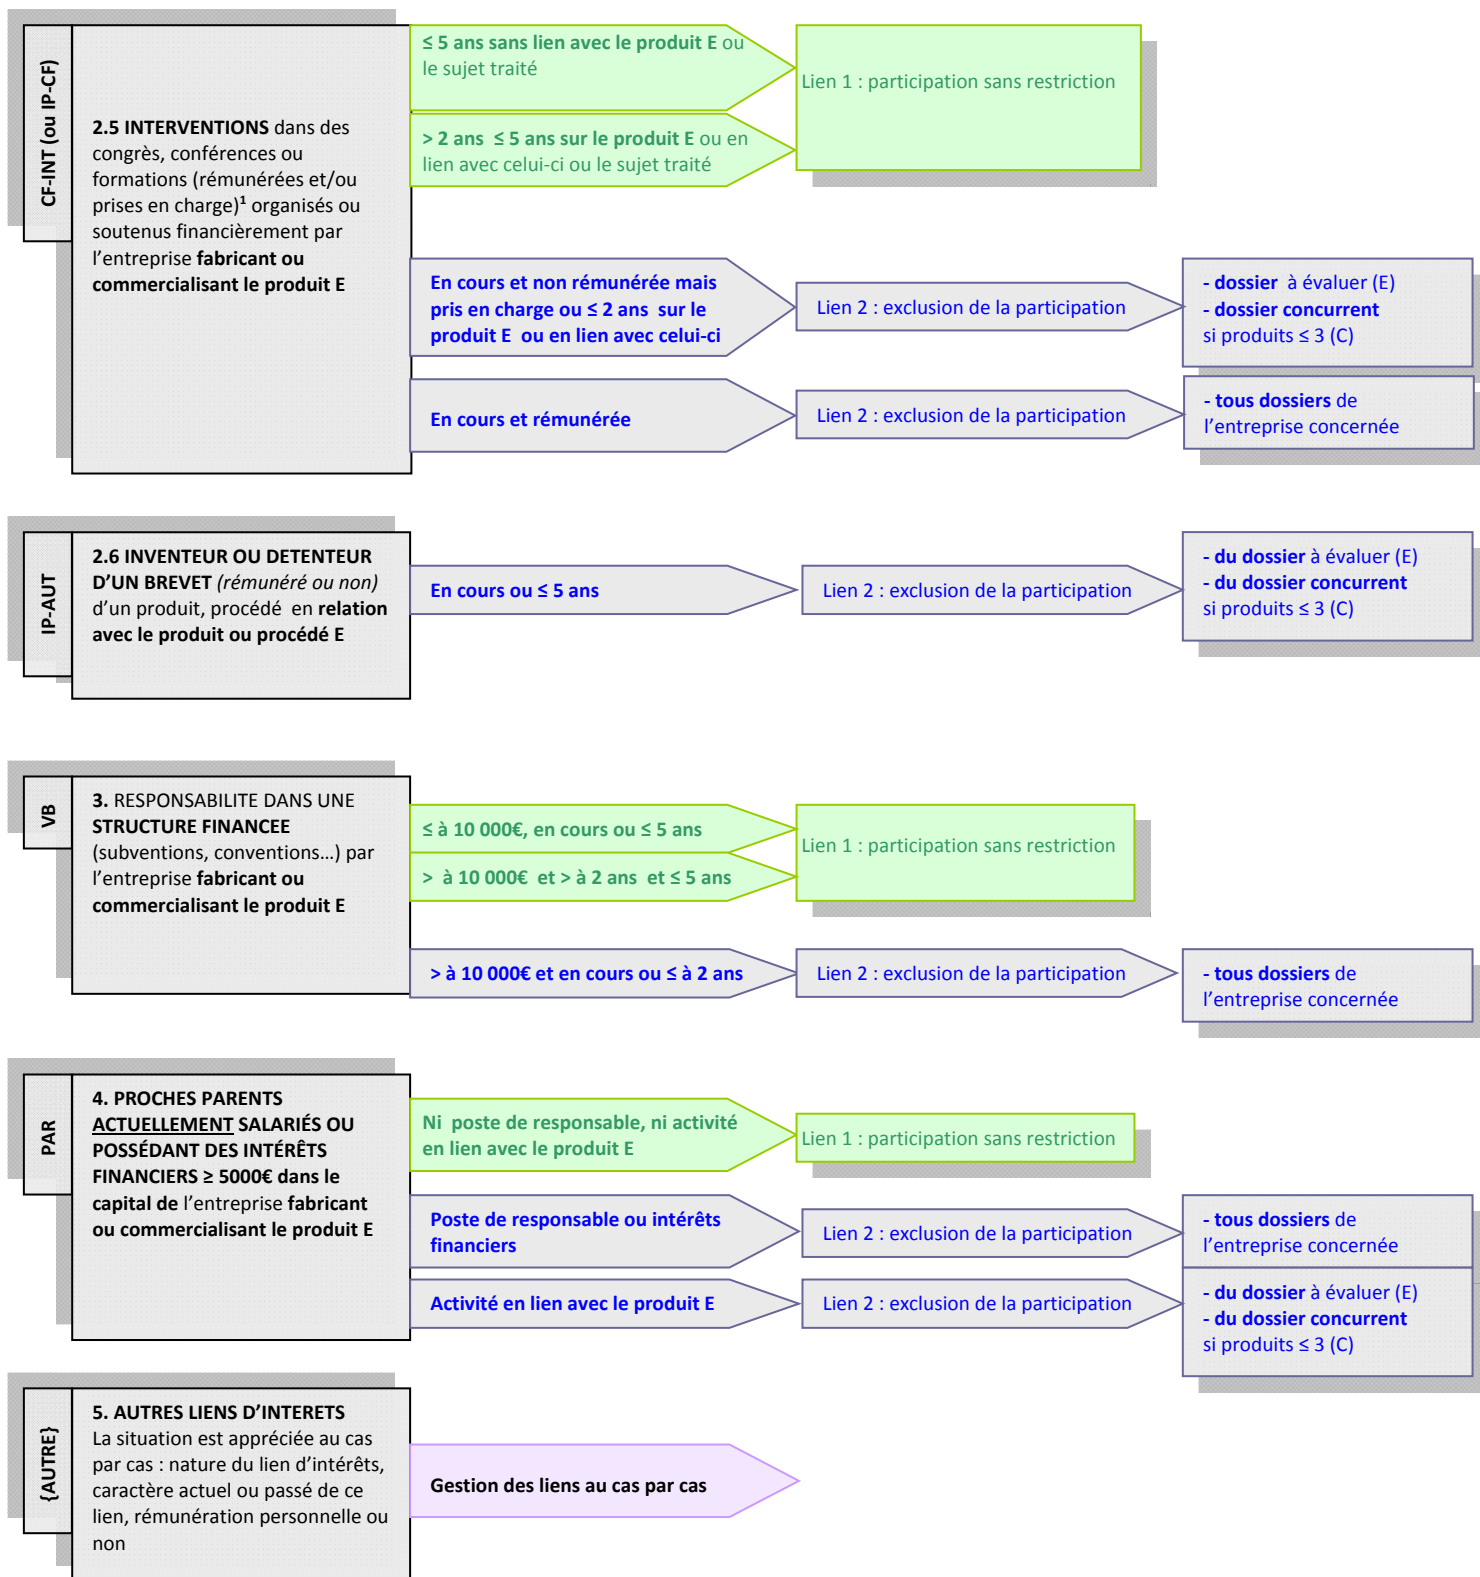 CF-INT (ou IP-CF)
2.5 INTERVENTIONS dans des
congrès, conférences ou
formations (rémunérées et/ou
prises en charge)¹ organisés ou
soutenus financièrement par
l’entreprise fabricant ou
commercialisant le produit E
≤ 5 ans sans lien avec le produit E ou
le sujet traité
> 2 ans ≤ 5 ans sur le produit E ou en
lien avec celui-ci ou le sujet traité
Lien 1 : participation sans restriction
En cours et non rémunérée mais
pris en charge ou ≤ 2 ans sur le
produit E ou en lien avec celui-ci
Lien 2 : exclusion de la participation
- dossier à évaluer (E)
- dossier concurrent
si produits ≤ 3 (C)
En cours et rémunérée
Lien 2 : exclusion de la participation
- tous dossiers de
l’entreprise concernée
IP-AUT
2.6 INVENTEUR OU DETENTEUR
D’UN BREVET (rémunéré ou non)
d’un produit, procédé en relation
avec le produit ou procédé E
En cours ou ≤ 5 ans
Lien 2 : exclusion de la participation
- du dossier à évaluer (E)
- du dossier concurrent
si produits ≤ 3 (C)
VB
3. RESPONSABILITE DANS UNE
STRUCTURE FINANCEE
(subventions, conventions…) par
l’entreprise fabricant ou
commercialisant le produit E
≤ à 10 000€, en cours ou ≤ 5 ans
> à 10 000€ et > à 2 ans et ≤ 5 ans
Lien 1 : participation sans restriction
> à 10 000€ et en cours ou ≤ à 2 ans
Lien 2 : exclusion de la participation
- tous dossiers de
l’entreprise concernée
PAR
4. PROCHES PARENTS
ACTUELLEMENT SALARIÉS OU
POSSÉDANT DES INTÉRÊTS
FINANCIERS ≥ 5000€ dans le
capital de l’entreprise fabricant
ou commercialisant le produit E
Ni poste de responsable, ni activité
en lien avec le produit E
Lien 1 : participation sans restriction
Poste de responsable ou intérêts
financiers
Lien 2 : exclusion de la participation
- tous dossiers de
l’entreprise concernée
Activité en lien avec le produit E
Lien 2 : exclusion de la participation
- du dossier à évaluer (E)
- du dossier concurrent
si produits ≤ 3 (C)
{AUTRE}
5. AUTRES LIENS D’INTERETS
La situation est appréciée au cas
par cas : nature du lien d’intérêts,
caractère actuel ou passé de ce
lien, rémunération personnelle ou
non
Gestion des liens au cas par cas